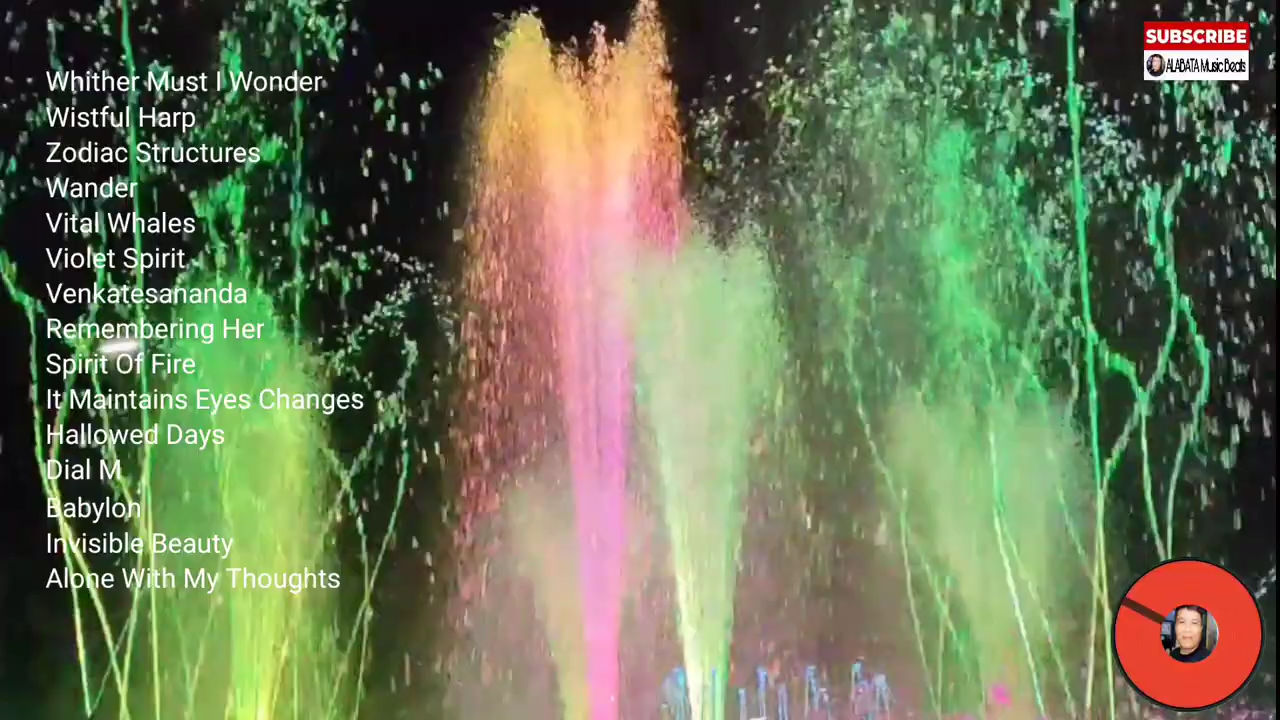 Whither Must I Wonder
Wistful Harp
Zodiac Structures
Wander
Vital Whales
Violet Spirit
Venkatesananda
Remembering Her
Spirit Of Fire
It Maintains Eyes Changes
Hallowed Days
Dial M
Babylon
Invisible Beauty
Alone With My Thoughts
SUBSCRIBE
ALABATA Music Beats